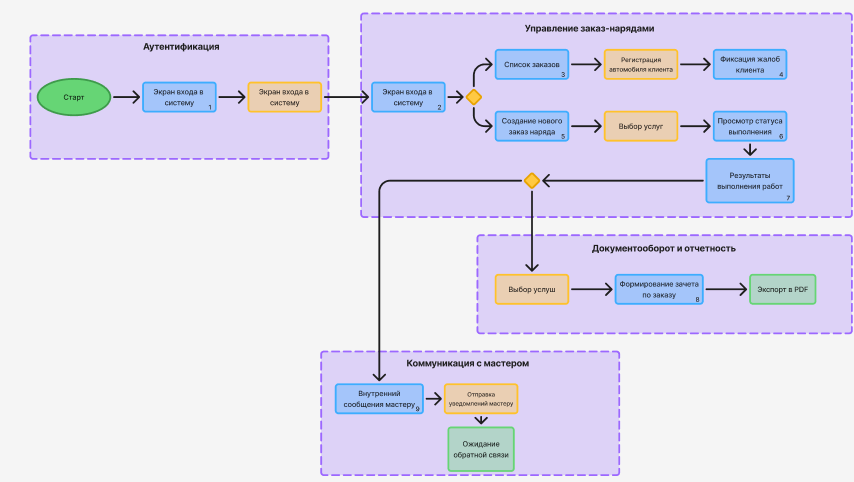 Управление заказ-нарядами
Аутентификация
Старт
Экран входа в
систему
1
Экран входа в
систему
Экран входа в
систему
2
Список заказов
3
Регистрация
автомобиля клиента
Фиксация жалоб
клиента
4
Создание нового
заказ наряда
5
Выбор услуг
Просмотр статуса
выполнения
6
Результаты
выполнения работ
7
Документооборот и отчетность
Выбор услуш
Формирование зачета
по заказу
8
Экспорт в PDF
Коммуникация с мастером
Внутренний
сообщения мастеру
9
Отправка
уведомлений мастеру
Ожидание
обратной связи